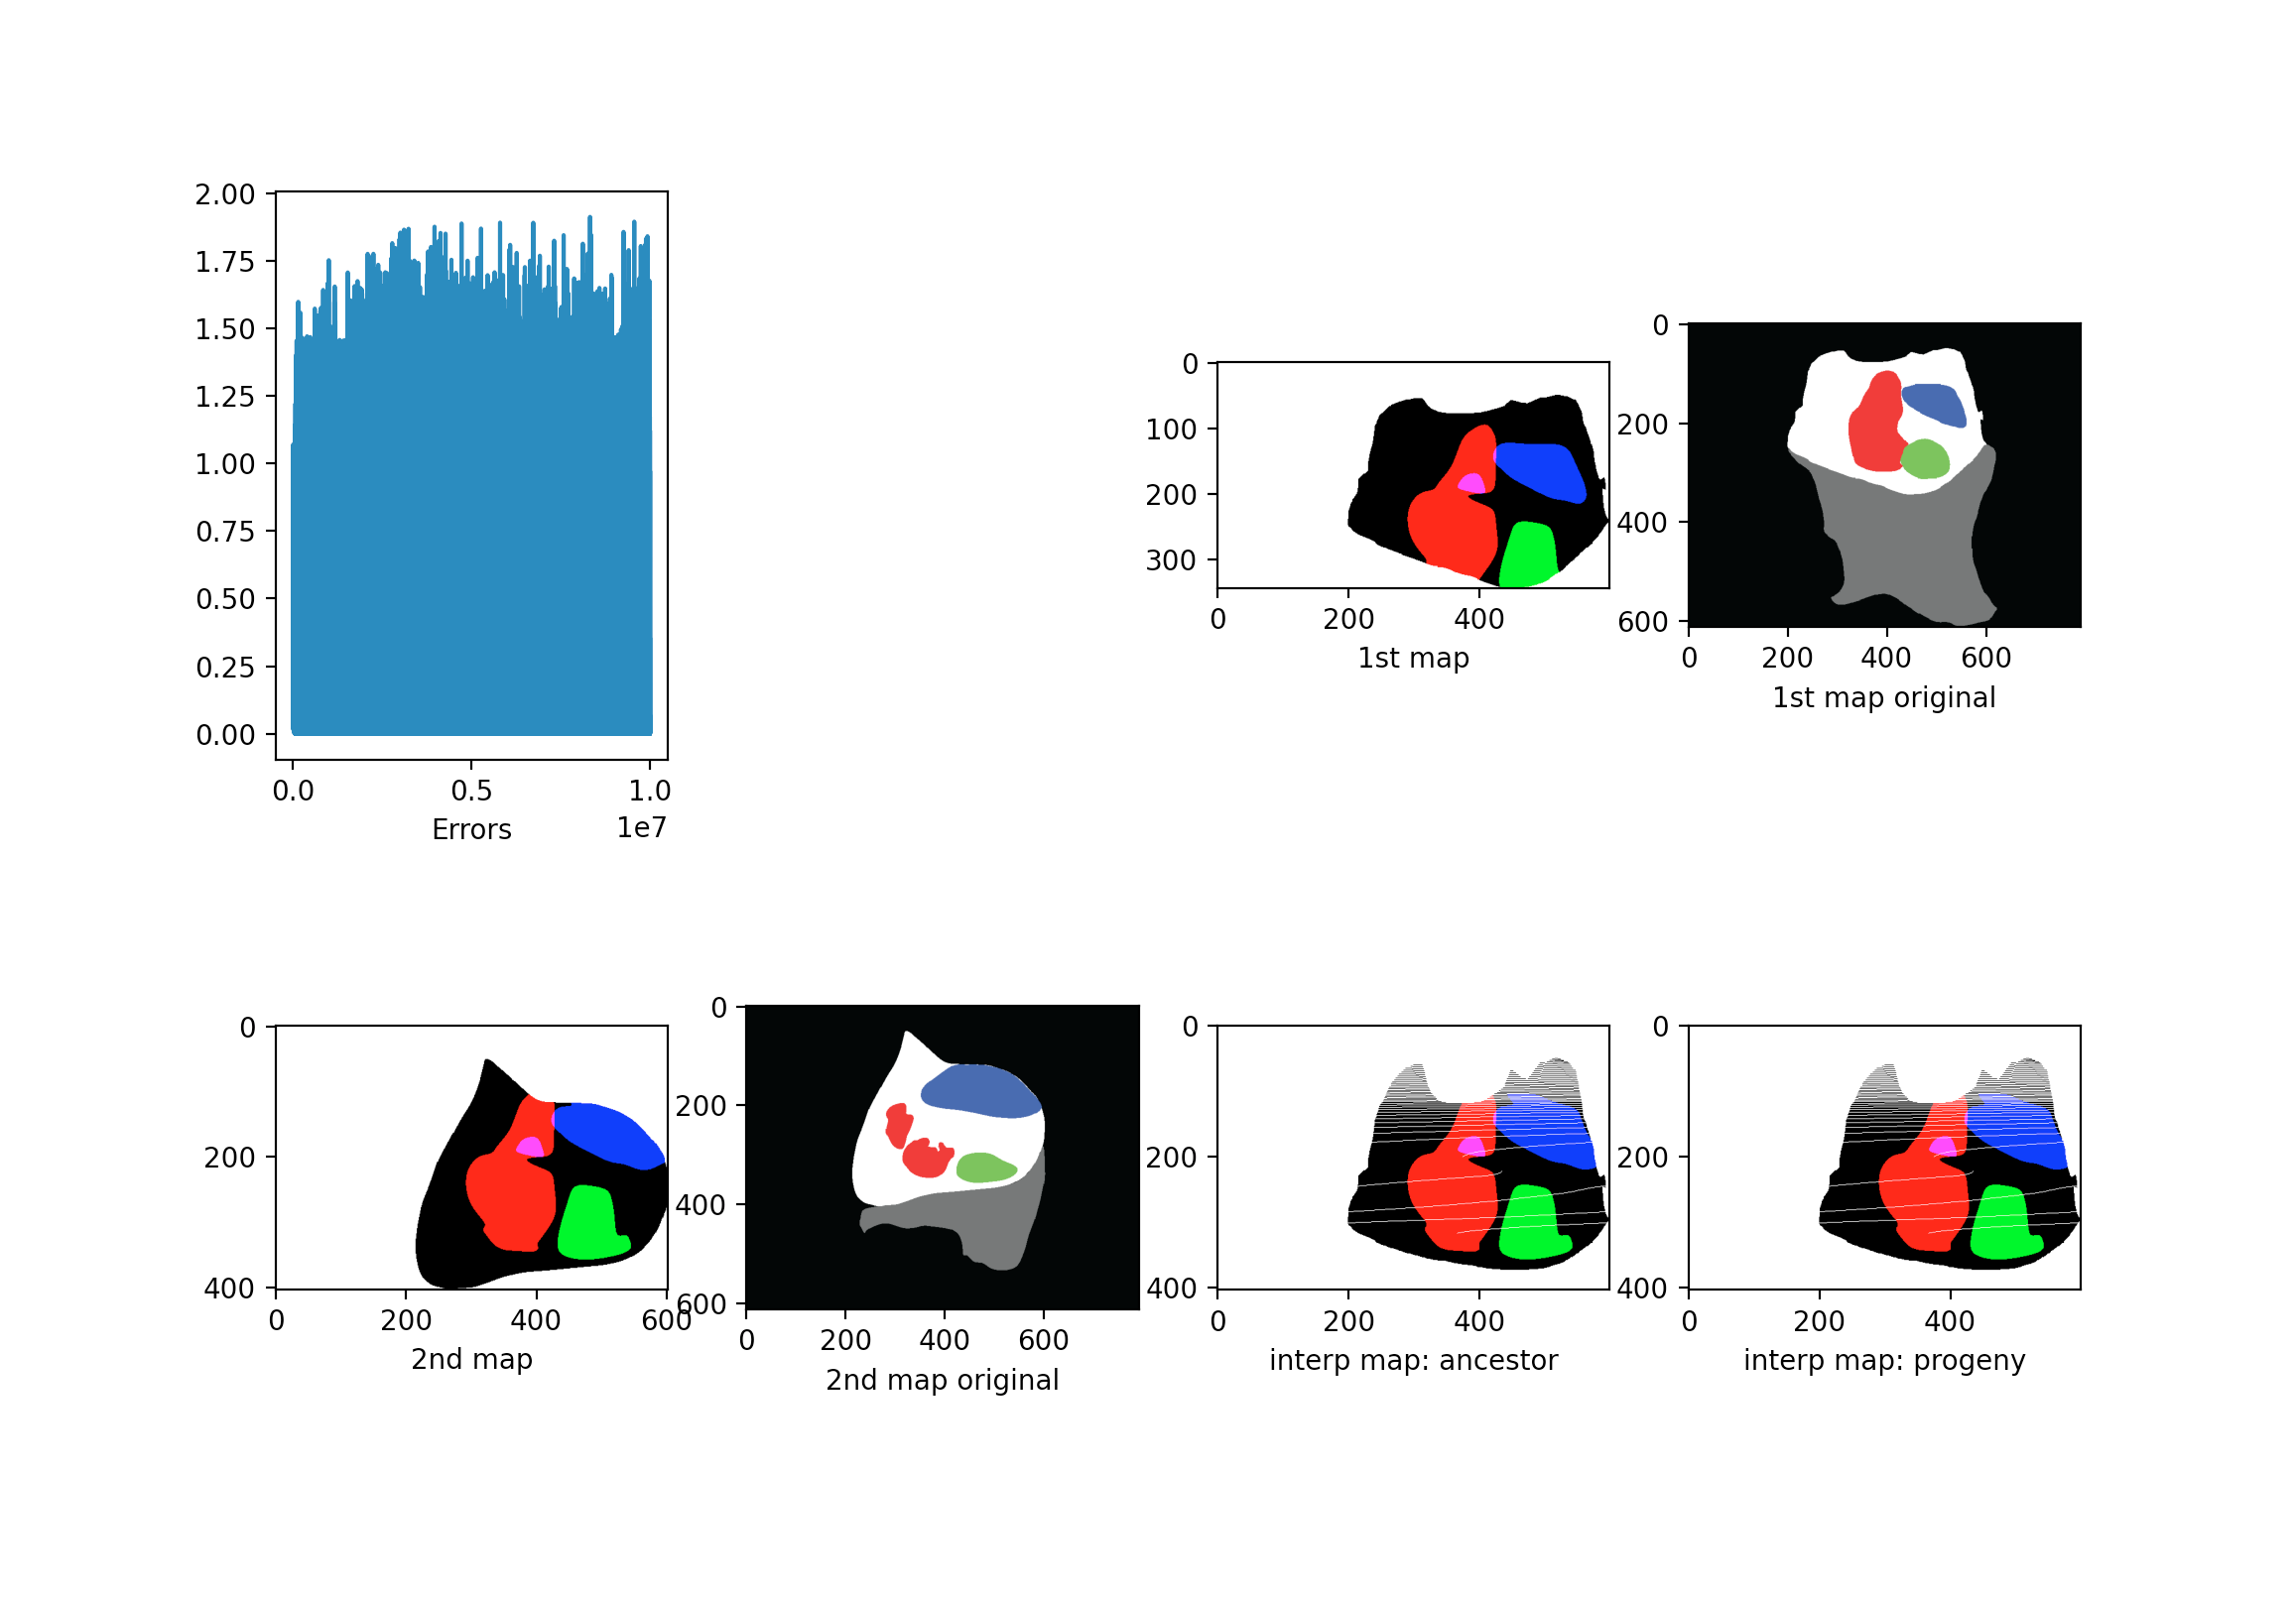 2.00
1.75
1.50
1.25
1.00
0.75
0.50
0.25
0.00
0.0 0.5 1.0
Errors 1e7
0
100
200
300
0 200 400
1st map
0
200
400
600
0 200 400 600
1st map original
0
200
400
0 200 400 600
2nd map
0
200
400
600
0 200 400 600
2nd map original
0
200
400
0 200 400
interp map: ancestor
0
200
400
0 200 400
interp map: progeny